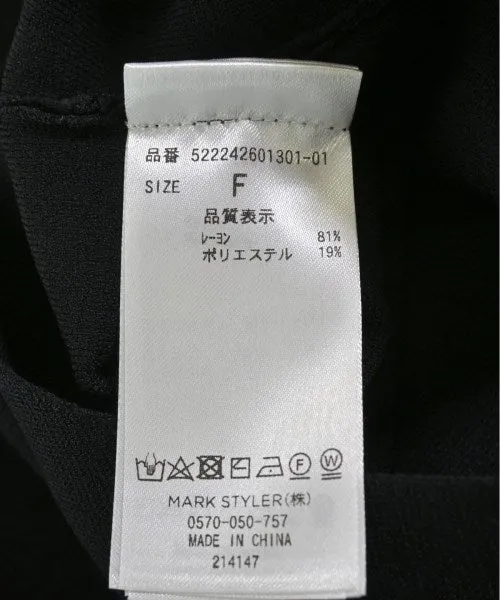 品番 522242601301-01
SIZE F
品質表示
レーヨン 81%
ポリエステル 19%
F W
MARK STYLER(株)
0570-050-757
MADE IN CHINA
214147